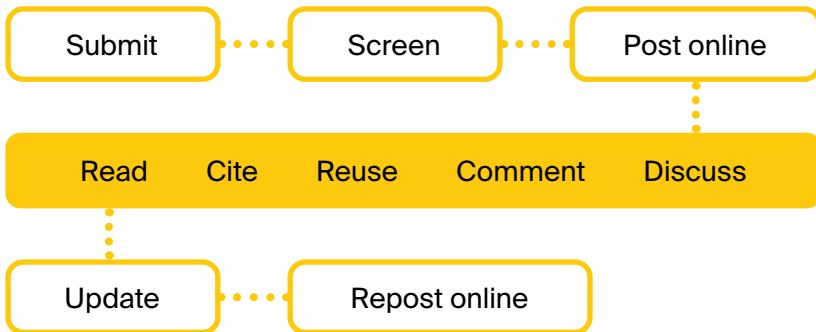 Submit Screen Post online
Read Cite Reuse Comment Discuss
Update Repost online